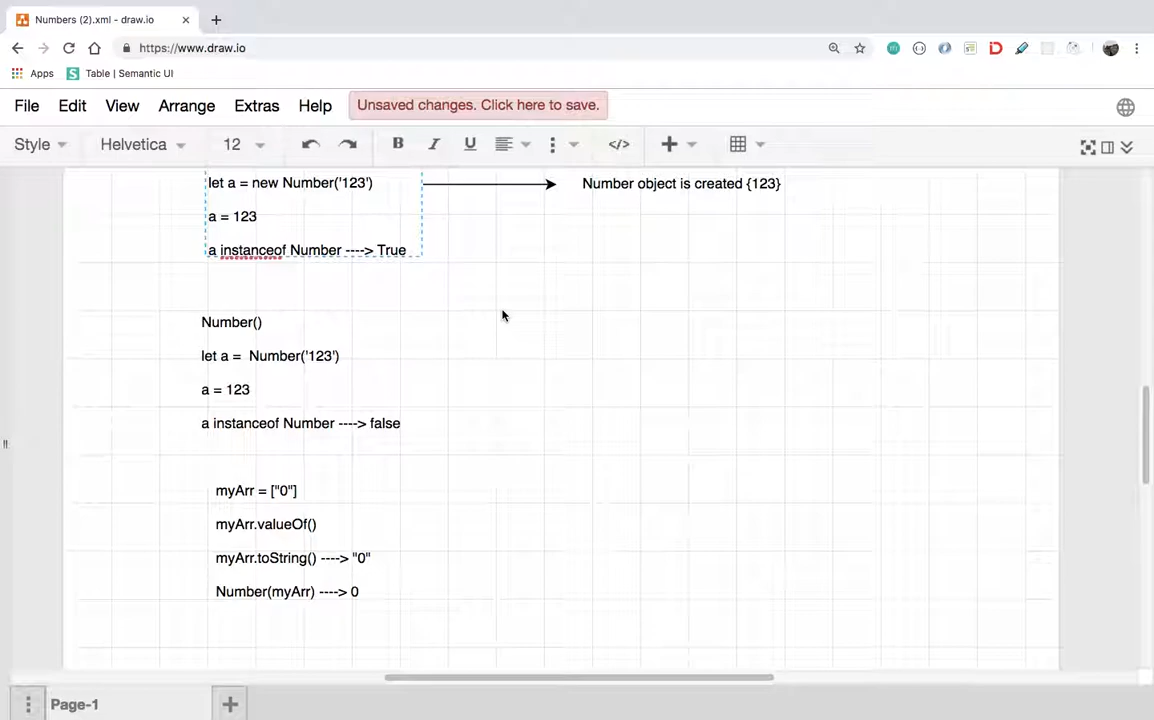 Numbers (2).xml - draw.io
https://www.draw.io
Apps
Table | Semantic UI
File Edit View Arrange Extras Help Unsaved changes. Click here to save.
Style Helvetica 12 B I U </>
let a = new Number('123') Number object is created {123}
a = 123
a instanceof Number ----> True
Number()
let a =  Number('123')
a = 123
a instanceof Number ----> false
myArr = ["0"]
myArr.valueOf()
myArr.toString() ----> "0"
Number(myArr) ----> 0
Page-1